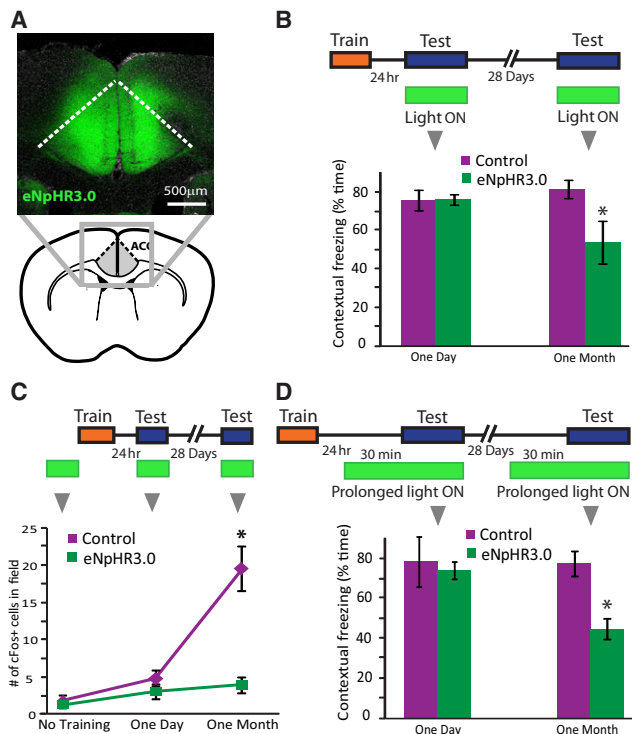 A
eNpHR3.0
500μm
ACC
B
Train
Test
Test
24 hr
28 Days
Light ON
Light ON
Control
eNpHR3.0
Contextual freezing (% time)
80
60
40
20
0
*
One Day
One Month
C
Train
Test
Test
24hr
28 Days
Control
eNpHR3.0
# of cFos+ cells in field
25
20
15
10
5
0
*
No Training
One Day
One Month
D
Train
Test
Test
24 hr
28 Days
30 min
30 min
Prolonged light ON
Prolonged light ON
Control
eNpHR3.0
Contextual freezing (% time)
80
60
40
20
0
*
One Day
One Month